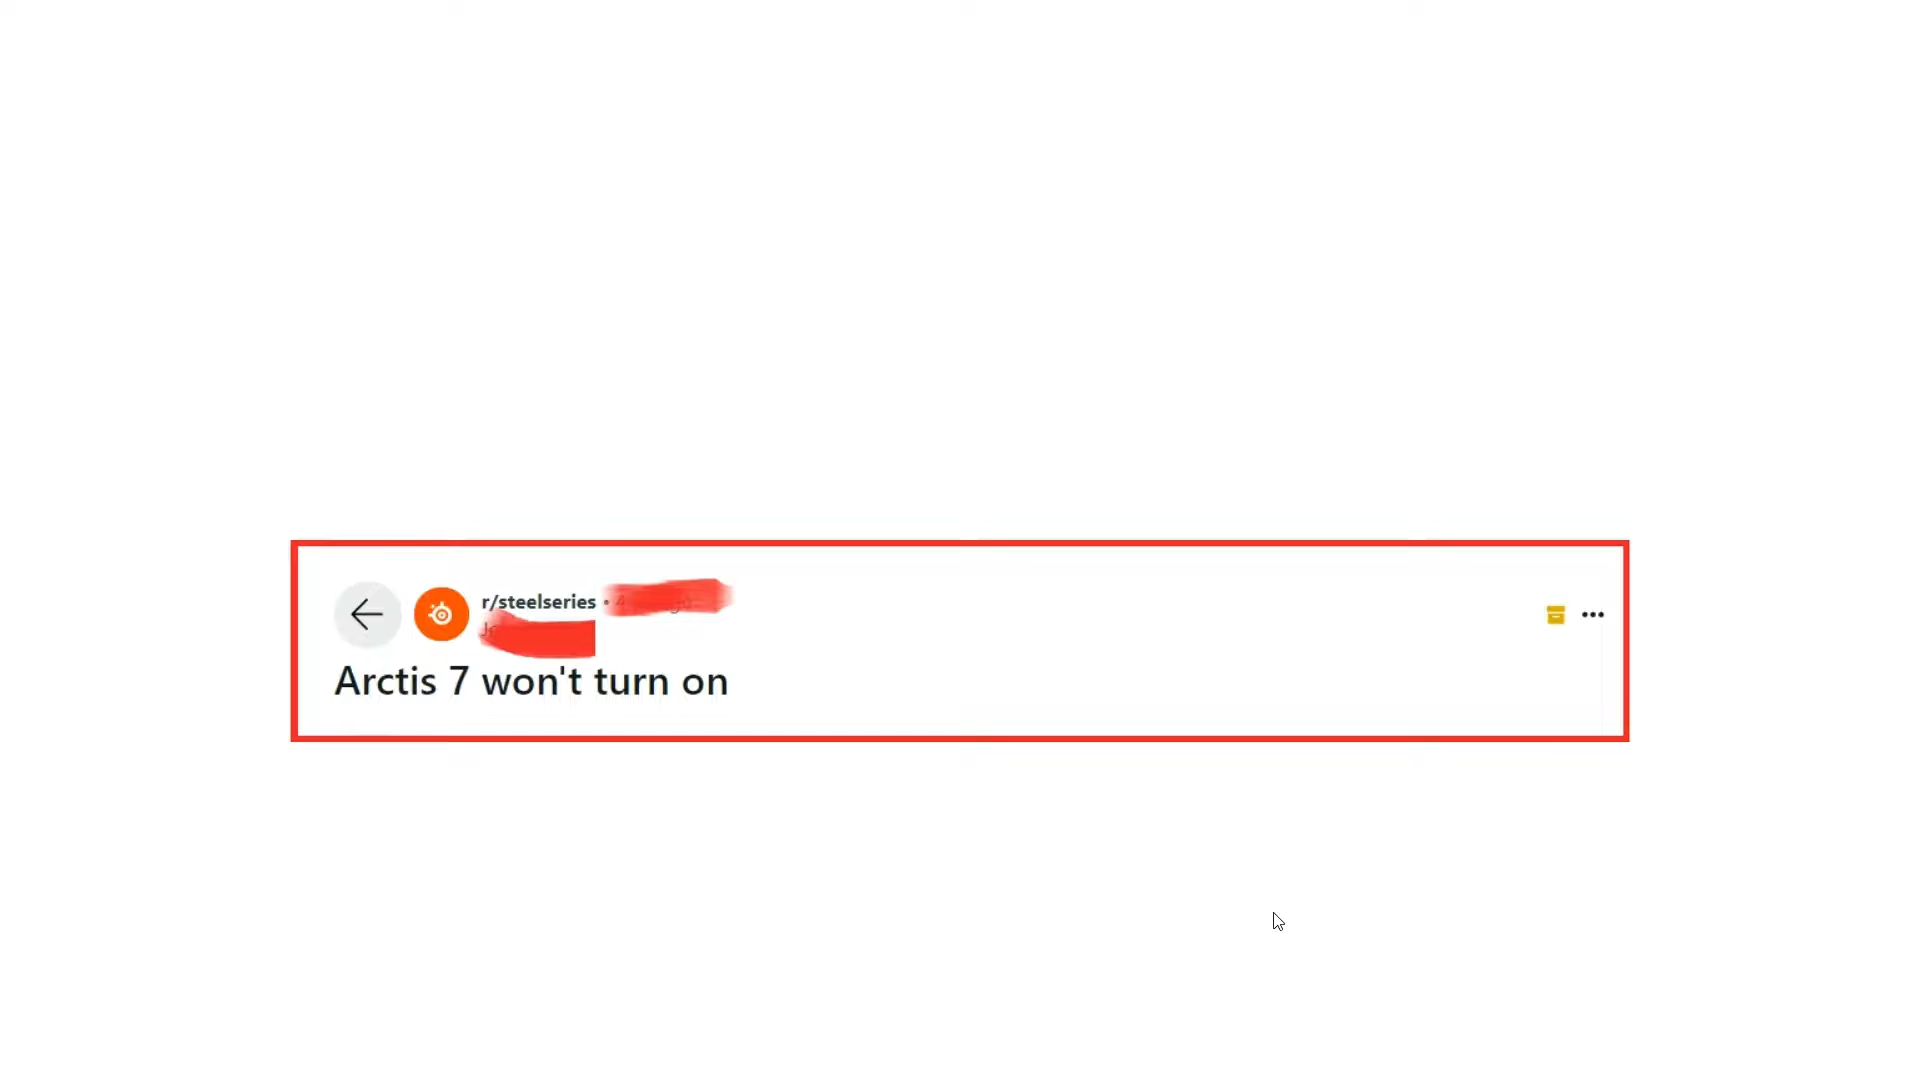 r/steelseries •
Arctis 7 won't turn on